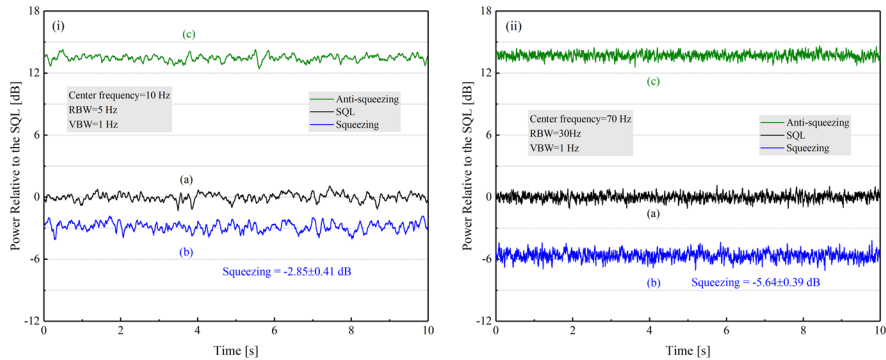 (i)
(c)
Center frequency=10 Hz
RBW=5 Hz
VBW=1 Hz
Anti-squeezing
SQL
Squeezing
(a)
(b)
Squeezing = -2.85±0.41 dB
Power Relative to the SQL [dB]
18
12
6
0
-6
-12
0
2
4
6
8
10
Time [s]
(ii)
(c)
Center frequency=70 Hz
RBW=30Hz
VBW=1 Hz
Anti-squeezing
SQL
Squeezing
(a)
(b)
Squeezing = -5.64±0.39 dB
Power Relative to the SQL [dB]
18
12
6
0
-6
-12
0
2
4
6
8
10
Time [s]